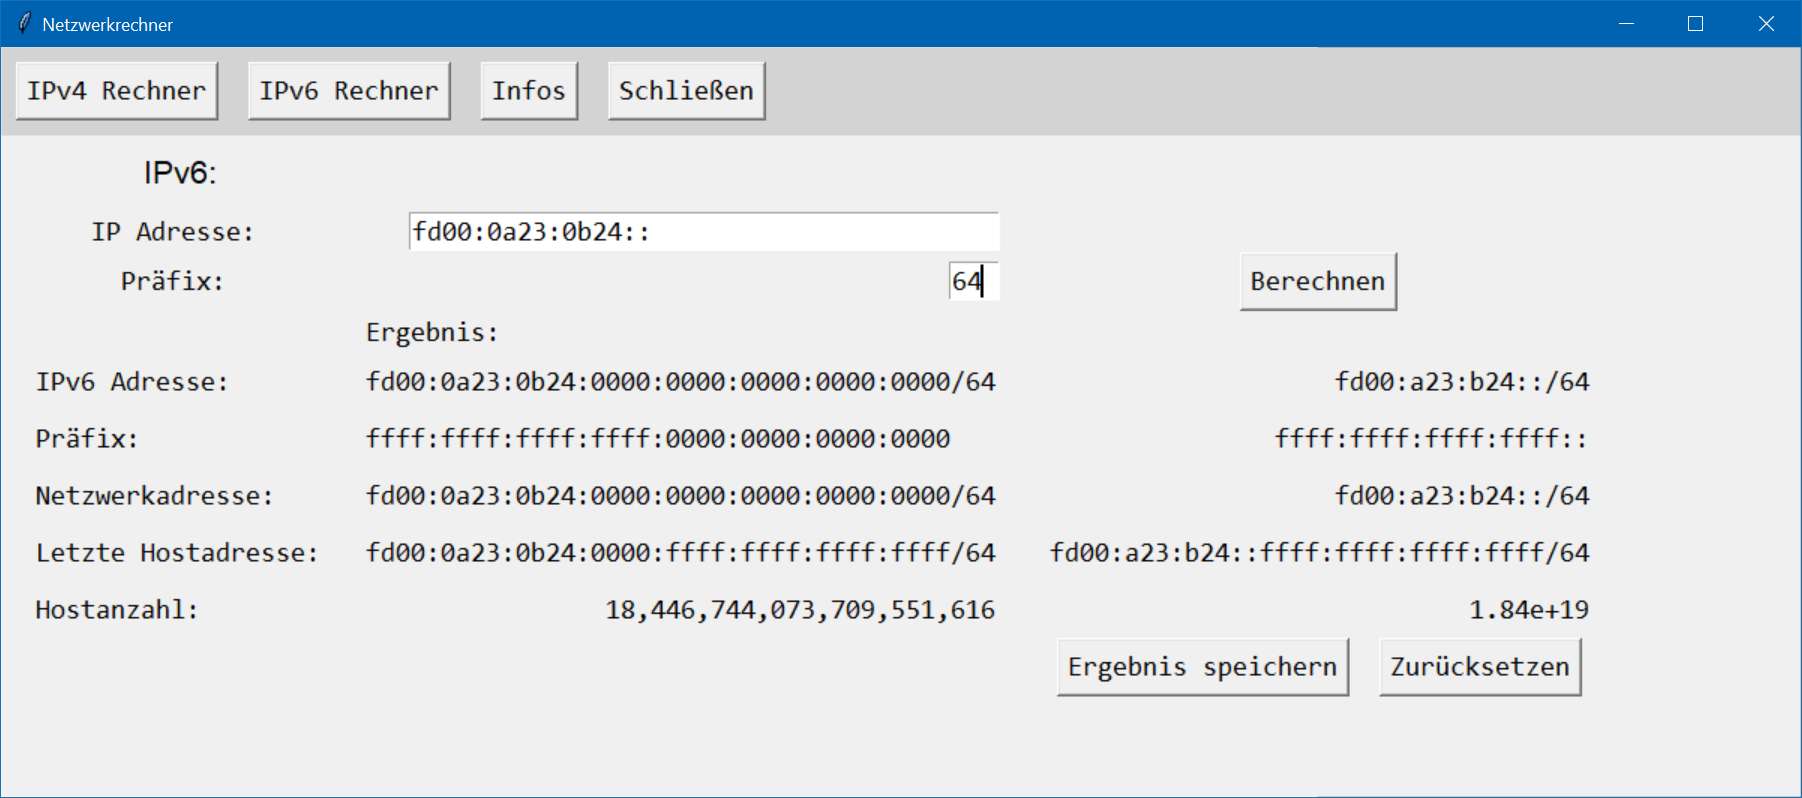 Netzwerkrechner
IPv4 Rechner IPv6 Rechner Infos Schließen
IPv6:
IP Adresse: fd00:0a23:0b24::
Präfix: 64 Berechnen
Ergebnis:
IPv6 Adresse: fd00:0a23:0b24:0000:0000:0000:0000:0000/64 fd00:a23:b24::/64
Präfix: ffff:ffff:ffff:ffff:0000:0000:0000:0000 ffff:ffff:ffff:ffff::
Netzwerkadresse: fd00:0a23:0b24:0000:0000:0000:0000:0000/64 fd00:a23:b24::/64
Letzte Hostadresse: fd00:0a23:0b24:0000:ffff:ffff:ffff:ffff/64 fd00:a23:b24::ffff:ffff:ffff:ffff/64
Hostanzahl: 18,446,744,073,709,551,616 1.84e+19
Ergebnis speichern Zurücksetzen